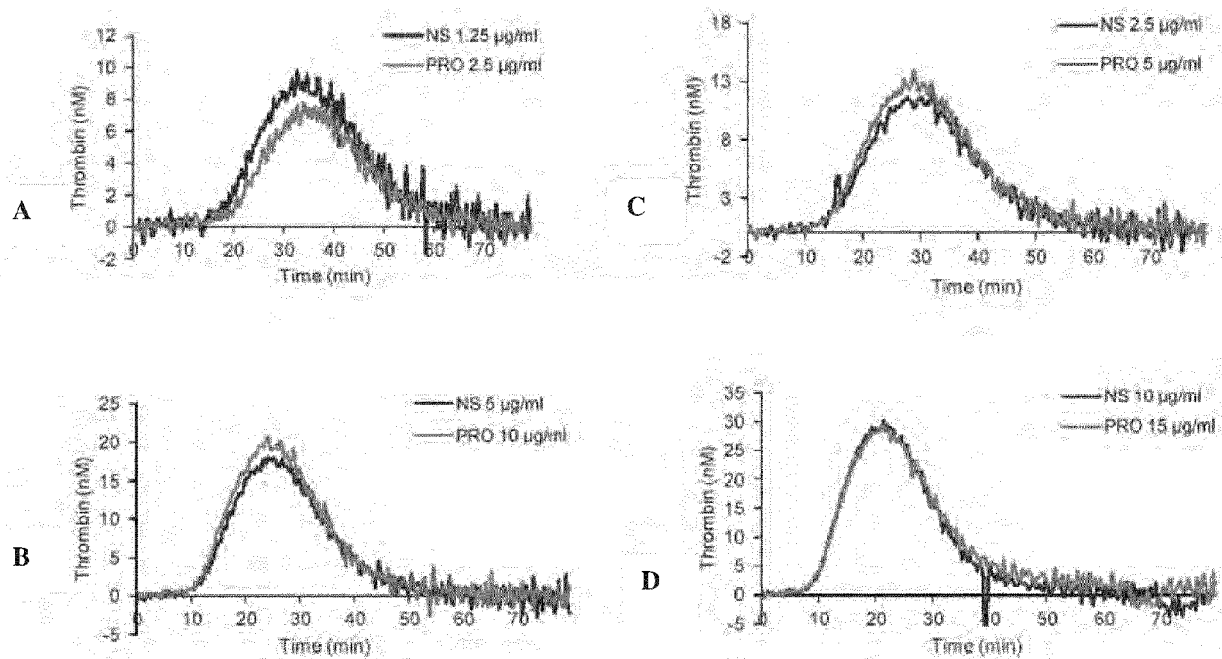 A
Thrombin (nM)
12
10
8
6
4
2
0
-2
0 10 20 30 40 50 60 70
Time (min)
NS 1.25 µg/ml
PRO 2.5 µg/ml
C
Thrombin (nM)
18
13
8
3
-2
0 10 20 30 40 50 60 70
Time (min)
NS 2.5 µg/ml
PRO 5 µg/ml
B
Thrombin (nM)
25
20
15
10
5
0
-5
0 10 20 30 40 50 60 70
Time (min)
NS 5 µg/ml
PRO 10 µg/ml
D
Thrombin (nM)
35
30
25
20
15
10
5
0
-5
0 10 20 30 40 50 60 70
Time (min)
NS 10 µg/ml
PRO 15 µg/ml